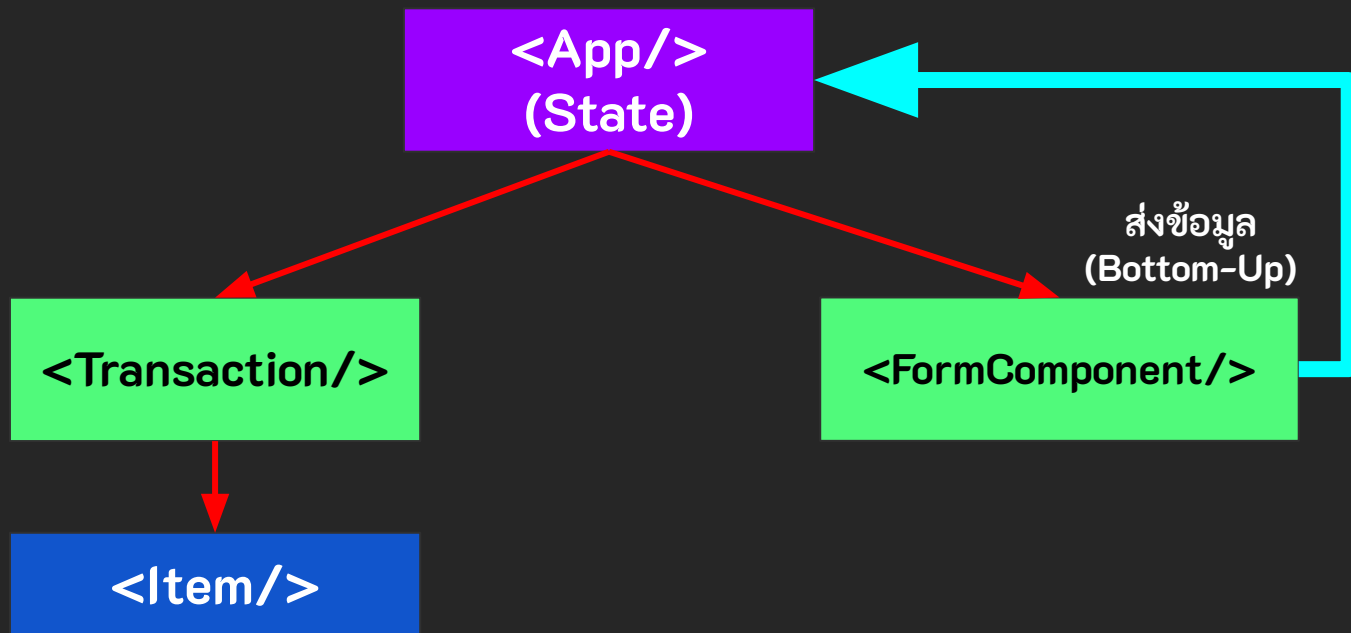 <App/>
(State)
ส่งข้อมูล
(Bottom-Up)
<Transaction/>
<FormComponent/>
<Item/>